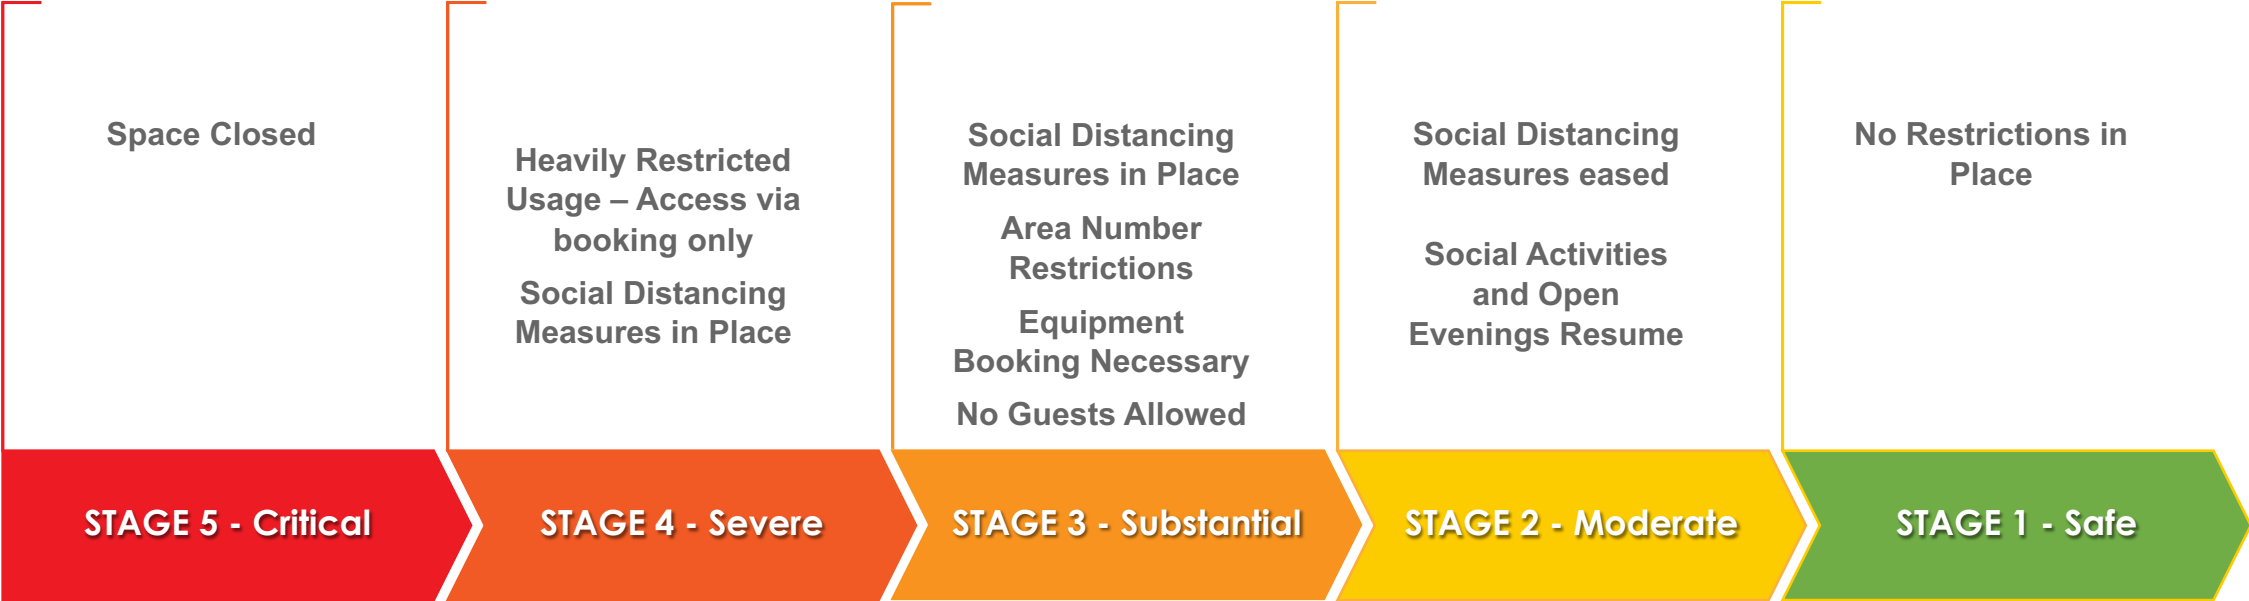 Space Closed
Heavily Restricted
Usage – Access via
booking only
Social Distancing
Measures in Place
Social Distancing
Measures in Place
Area Number
Restrictions
Equipment
Booking Necessary
No Guests Allowed
Social Distancing
Measures eased
Social Activities
and Open
Evenings Resume
No Restrictions in
Place
STAGE 5 - Critical
STAGE 4 - Severe
STAGE 3 - Substantial
STAGE 2 - Moderate
STAGE 1 - Safe